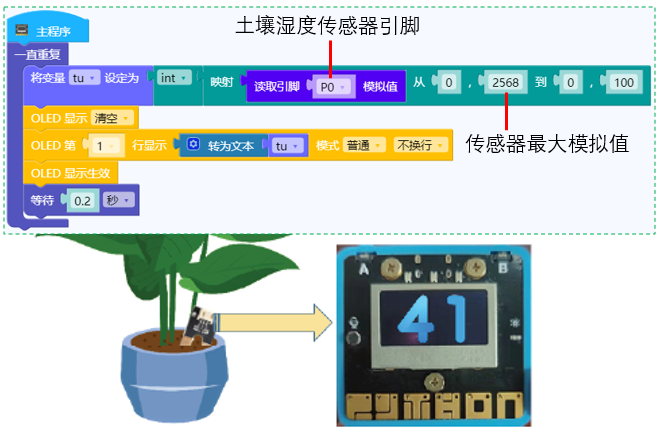 土壤湿度传感器引脚
主程序
一直重复
将变量 tu 设定为 int 映射 读取引脚 P0 模拟值 从 0 , 2568 到 0 , 100
OLED 显示 清空
传感器最大模拟值
OLED 第 1 行显示 转为文本 tu 模式 普通 不换行
OLED 显示生效
等待 0.2 秒
A B
41
PYTHON